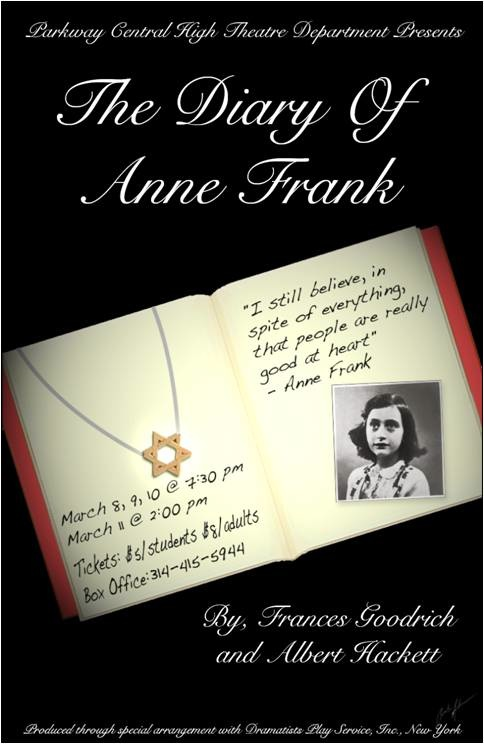 Parkway Central High Theatre Department Presents
The Diary Of
Anne Frank
"I still believe, in
spite of everything,
that people are really
good at heart"
- Anne Frank
March 8, 9, 10 @ 7:30 pm
March 11 @ 2:00 pm
Tickets: $5/students $8/adults
Box Office: 314-415-5944
By, Frances Goodrich
and Albert Hackett
Produced through special arrangement with Dramatists Play Service, Inc., New York